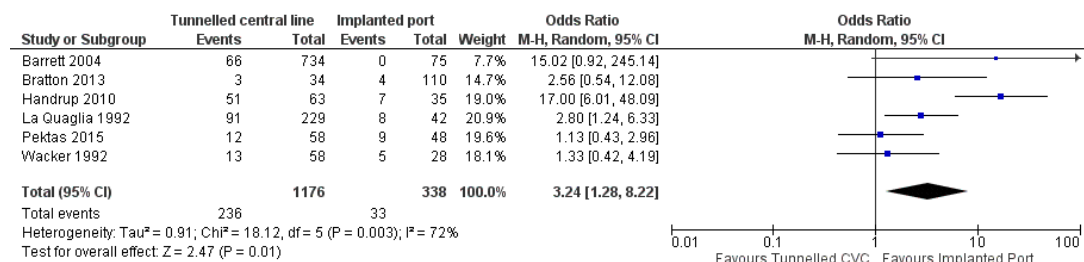 Tunnelled central line Implanted port Odds Ratio Odds Ratio
Study or Subgroup Events Total Events Total Weight M-H, Random, 95% CI M-H, Random, 95% CI
Barrett 2004 66 734 0 75 7.7% 15.02 [0.92, 245.14]
Bratton 2013 3 34 4 110 14.7% 2.56 [0.54, 12.08]
Handrup 2010 51 63 7 35 19.0% 17.00 [6.01, 48.09]
La Quaglia 1992 91 229 8 42 20.9% 2.80 [1.24, 6.33]
Pektas 2015 12 58 9 48 19.6% 1.13 [0.43, 2.96]
Wacker 1992 13 58 5 28 18.1% 1.33 [0.42, 4.19]
Total (95% CI) 1176 338 100.0% 3.24 [1.28, 8.22]
Total events 236 33
Heterogeneity: Tau² = 0.91; Chi² = 18.12, df = 5 (P = 0.003); I² = 72%
Test for overall effect: Z = 2.47 (P = 0.01)
0.01 0.1 1 10 100
Favours Tunnelled CVC Favours Implanted Port